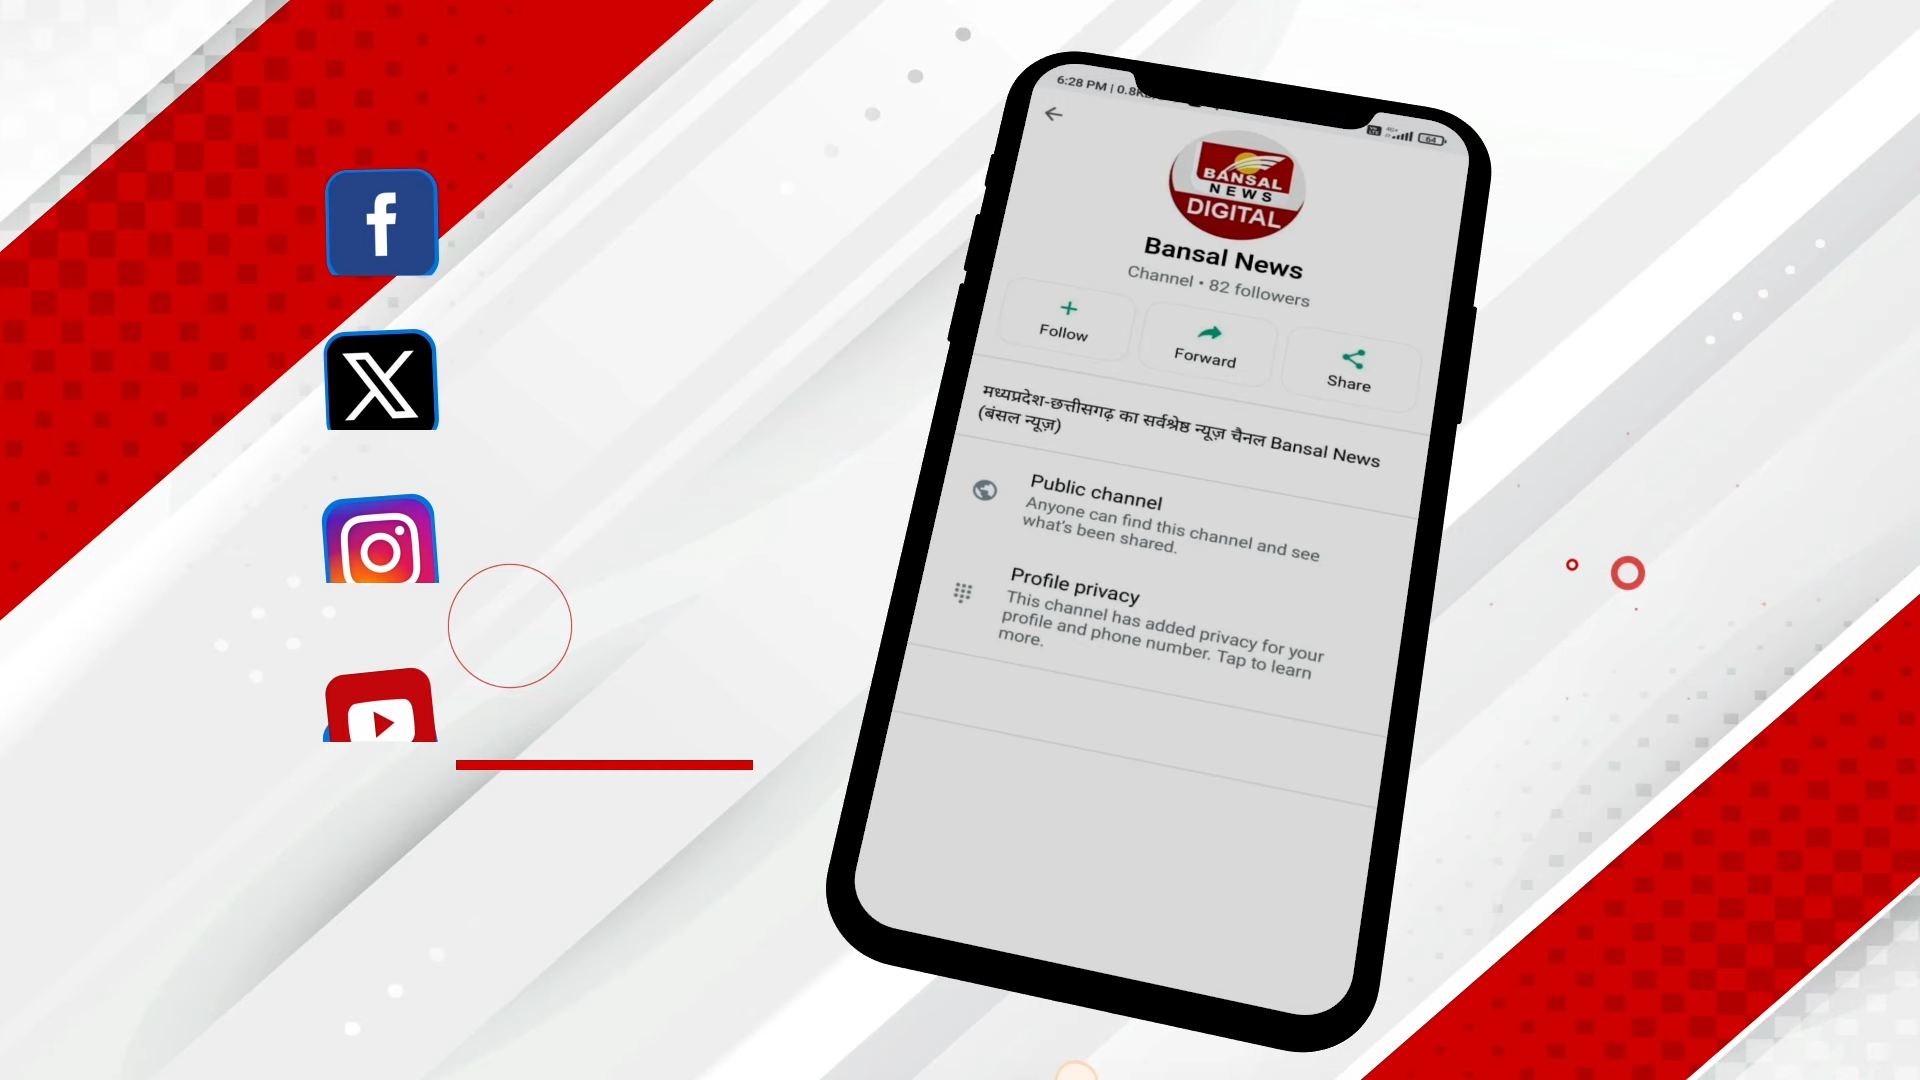 6:28 PM | 0.8K
64
BANSAL
NEWS
DIGITAL
Bansal News
Channel • 82 followers
Follow
Forward
Share
मध्यप्रदेश-छत्तीसगढ़ का सर्वश्रेष्ठ न्यूज़ चैनल Bansal News
(बंसल न्यूज़)
Public channel
Anyone can find this channel and see
what's been shared.
Profile privacy
This channel has added privacy for your
profile and phone number. Tap to learn
more.